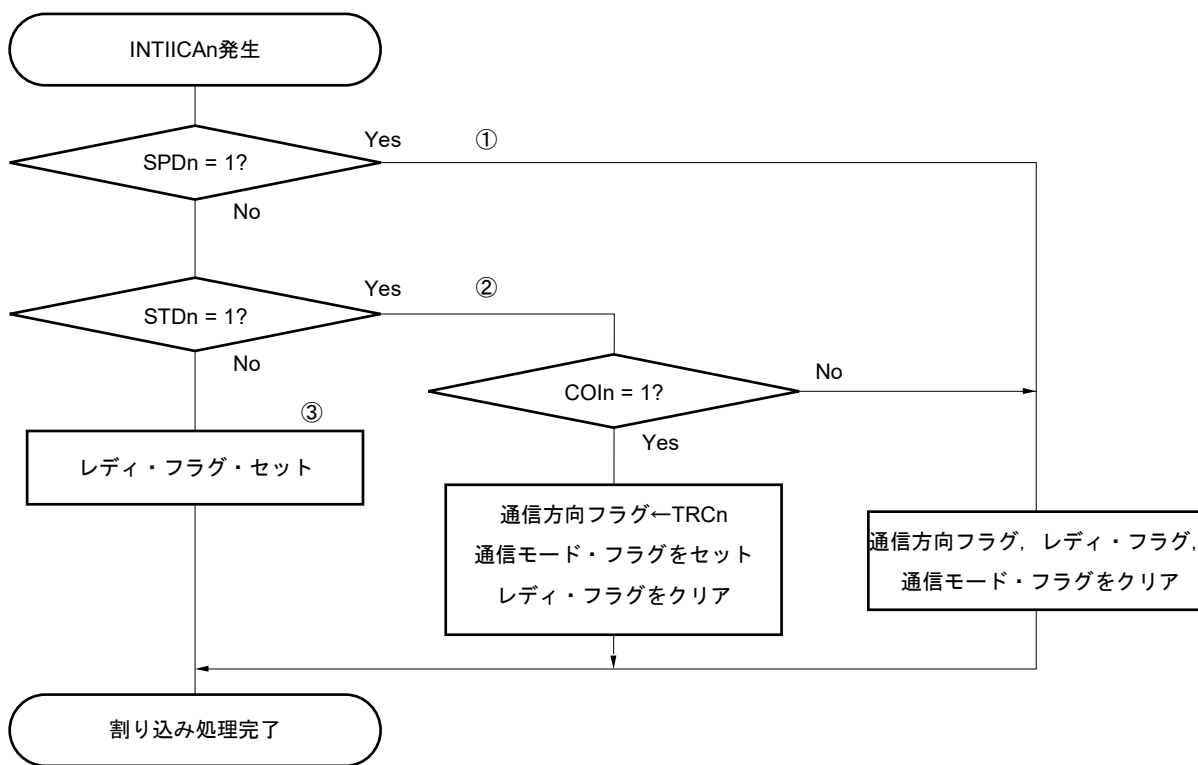 INTIICAn発生
Yes
①
SPDn = 1?
No
Yes
②
STDn = 1?
No
COIn = 1?
No
③
Yes
レディ・フラグ・セット
通信方向フラグ←TRCn
通信モード・フラグをセット
レディ・フラグをクリア
通信方向フラグ，レディ・フラグ，
通信モード・フラグをクリア
割り込み処理完了